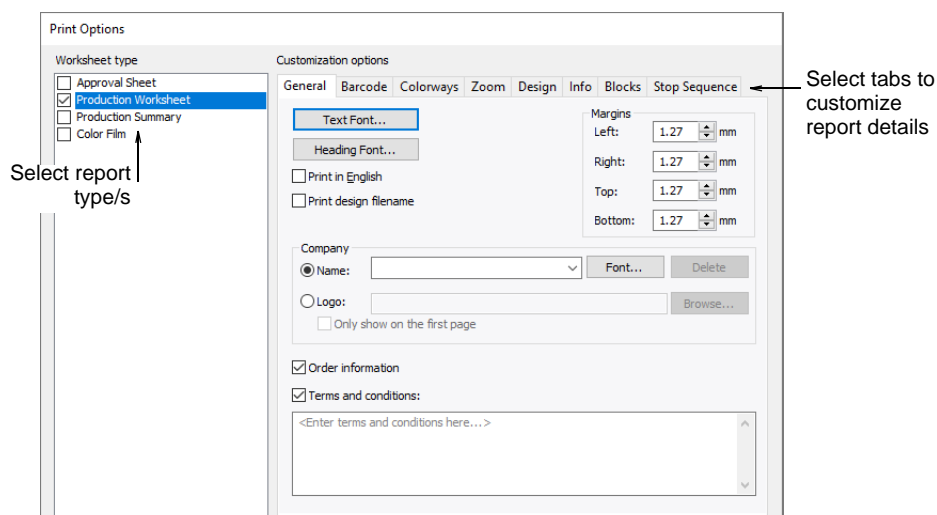 Print Options
Worksheet type
Approval Sheet
Production Worksheet
Production Summary
Color Film
Select report
type/s
Customization options
General Barcode Colorways Zoom Design Info Blocks Stop Sequence
Select tabs to
customize
report details
Text Font...
Heading Font...
Print in English
Print design filename
Margins
Left: 1.27 mm
Right: 1.27 mm
Top: 1.27 mm
Bottom: 1.27 mm
Company
Name: Font... Delete
Logo: Browse...
Only show on the first page
Order information
Terms and conditions:
<Enter terms and conditions here...>